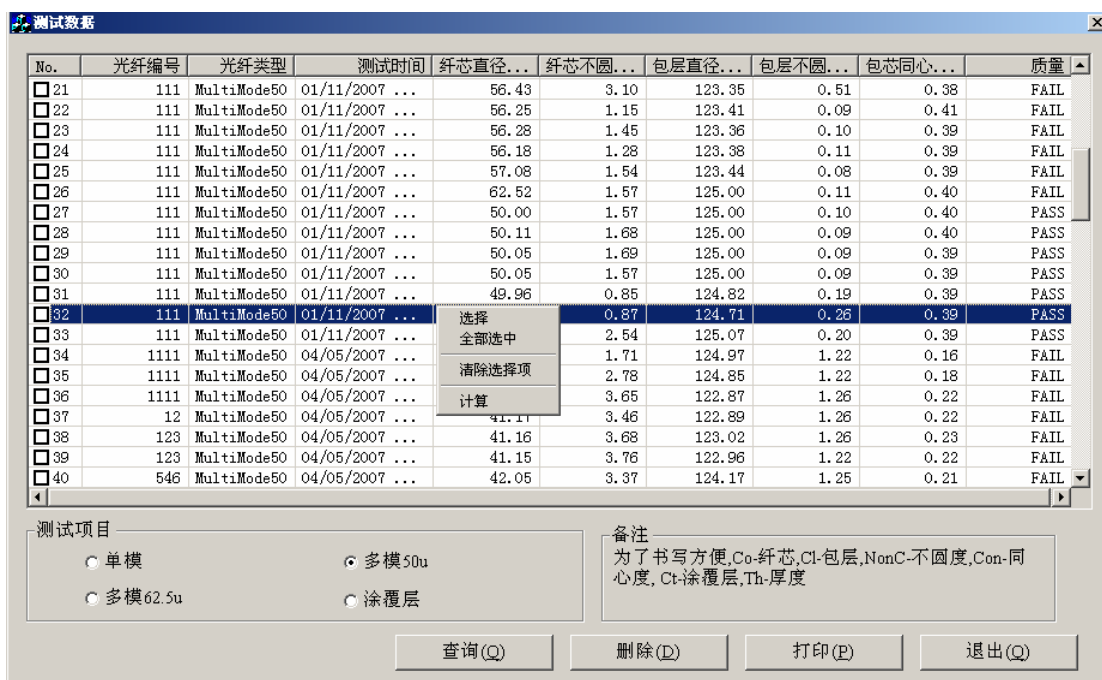 测试数据
No. 光纤编号 光纤类型 测试时间 纤芯直径... 纤芯不圆... 包层直径... 包层不圆... 包芯同心... 质量
21 111 MultiMode50 01/11/2007 ... 56.43 3.10 123.35 0.51 0.38 FAIL
22 111 MultiMode50 01/11/2007 ... 56.25 1.15 123.41 0.09 0.41 FAIL
23 111 MultiMode50 01/11/2007 ... 56.28 1.45 123.36 0.10 0.39 FAIL
24 111 MultiMode50 01/11/2007 ... 56.18 1.28 123.38 0.11 0.39 FAIL
25 111 MultiMode50 01/11/2007 ... 57.08 1.54 123.44 0.08 0.39 FAIL
26 111 MultiMode50 01/11/2007 ... 62.52 1.57 125.00 0.11 0.40 FAIL
27 111 MultiMode50 01/11/2007 ... 50.00 1.57 125.00 0.10 0.40 PASS
28 111 MultiMode50 01/11/2007 ... 50.11 1.68 125.00 0.09 0.40 PASS
29 111 MultiMode50 01/11/2007 ... 50.05 1.69 125.00 0.09 0.39 PASS
30 111 MultiMode50 01/11/2007 ... 50.05 1.57 125.00 0.09 0.39 PASS
31 111 MultiMode50 01/11/2007 ... 49.96 0.85 124.82 0.19 0.39 PASS
32 111 MultiMode50 01/11/2007 ... 0.87 124.71 0.26 0.39 PASS
33 111 MultiMode50 01/11/2007 ... 2.54 125.07 0.20 0.39 PASS
34 1111 MultiMode50 04/05/2007 ... 1.71 124.97 1.22 0.16 FAIL
35 1111 MultiMode50 04/05/2007 ... 2.78 124.85 1.22 0.18 FAIL
36 1111 MultiMode50 04/05/2007 ... 3.65 122.87 1.26 0.22 FAIL
37 12 MultiMode50 04/05/2007 ... 41.17 3.46 122.89 1.26 0.22 FAIL
38 123 MultiMode50 04/05/2007 ... 41.16 3.68 123.02 1.26 0.23 FAIL
39 123 MultiMode50 04/05/2007 ... 41.15 3.76 122.96 1.22 0.22 FAIL
40 546 MultiMode50 04/05/2007 ... 42.05 3.37 124.17 1.25 0.21 FAIL
选择
全部选中
清除选择项
计算
测试项目
单模 多模50u
多模62.5u 涂覆层
备注
为了书写方便,Co-纤芯,Cl-包层,NonC-不圆度,Con-同
心度, Ct-涂覆层,Th-厚度
查询(Q) 删除(D) 打印(P) 退出(Q)